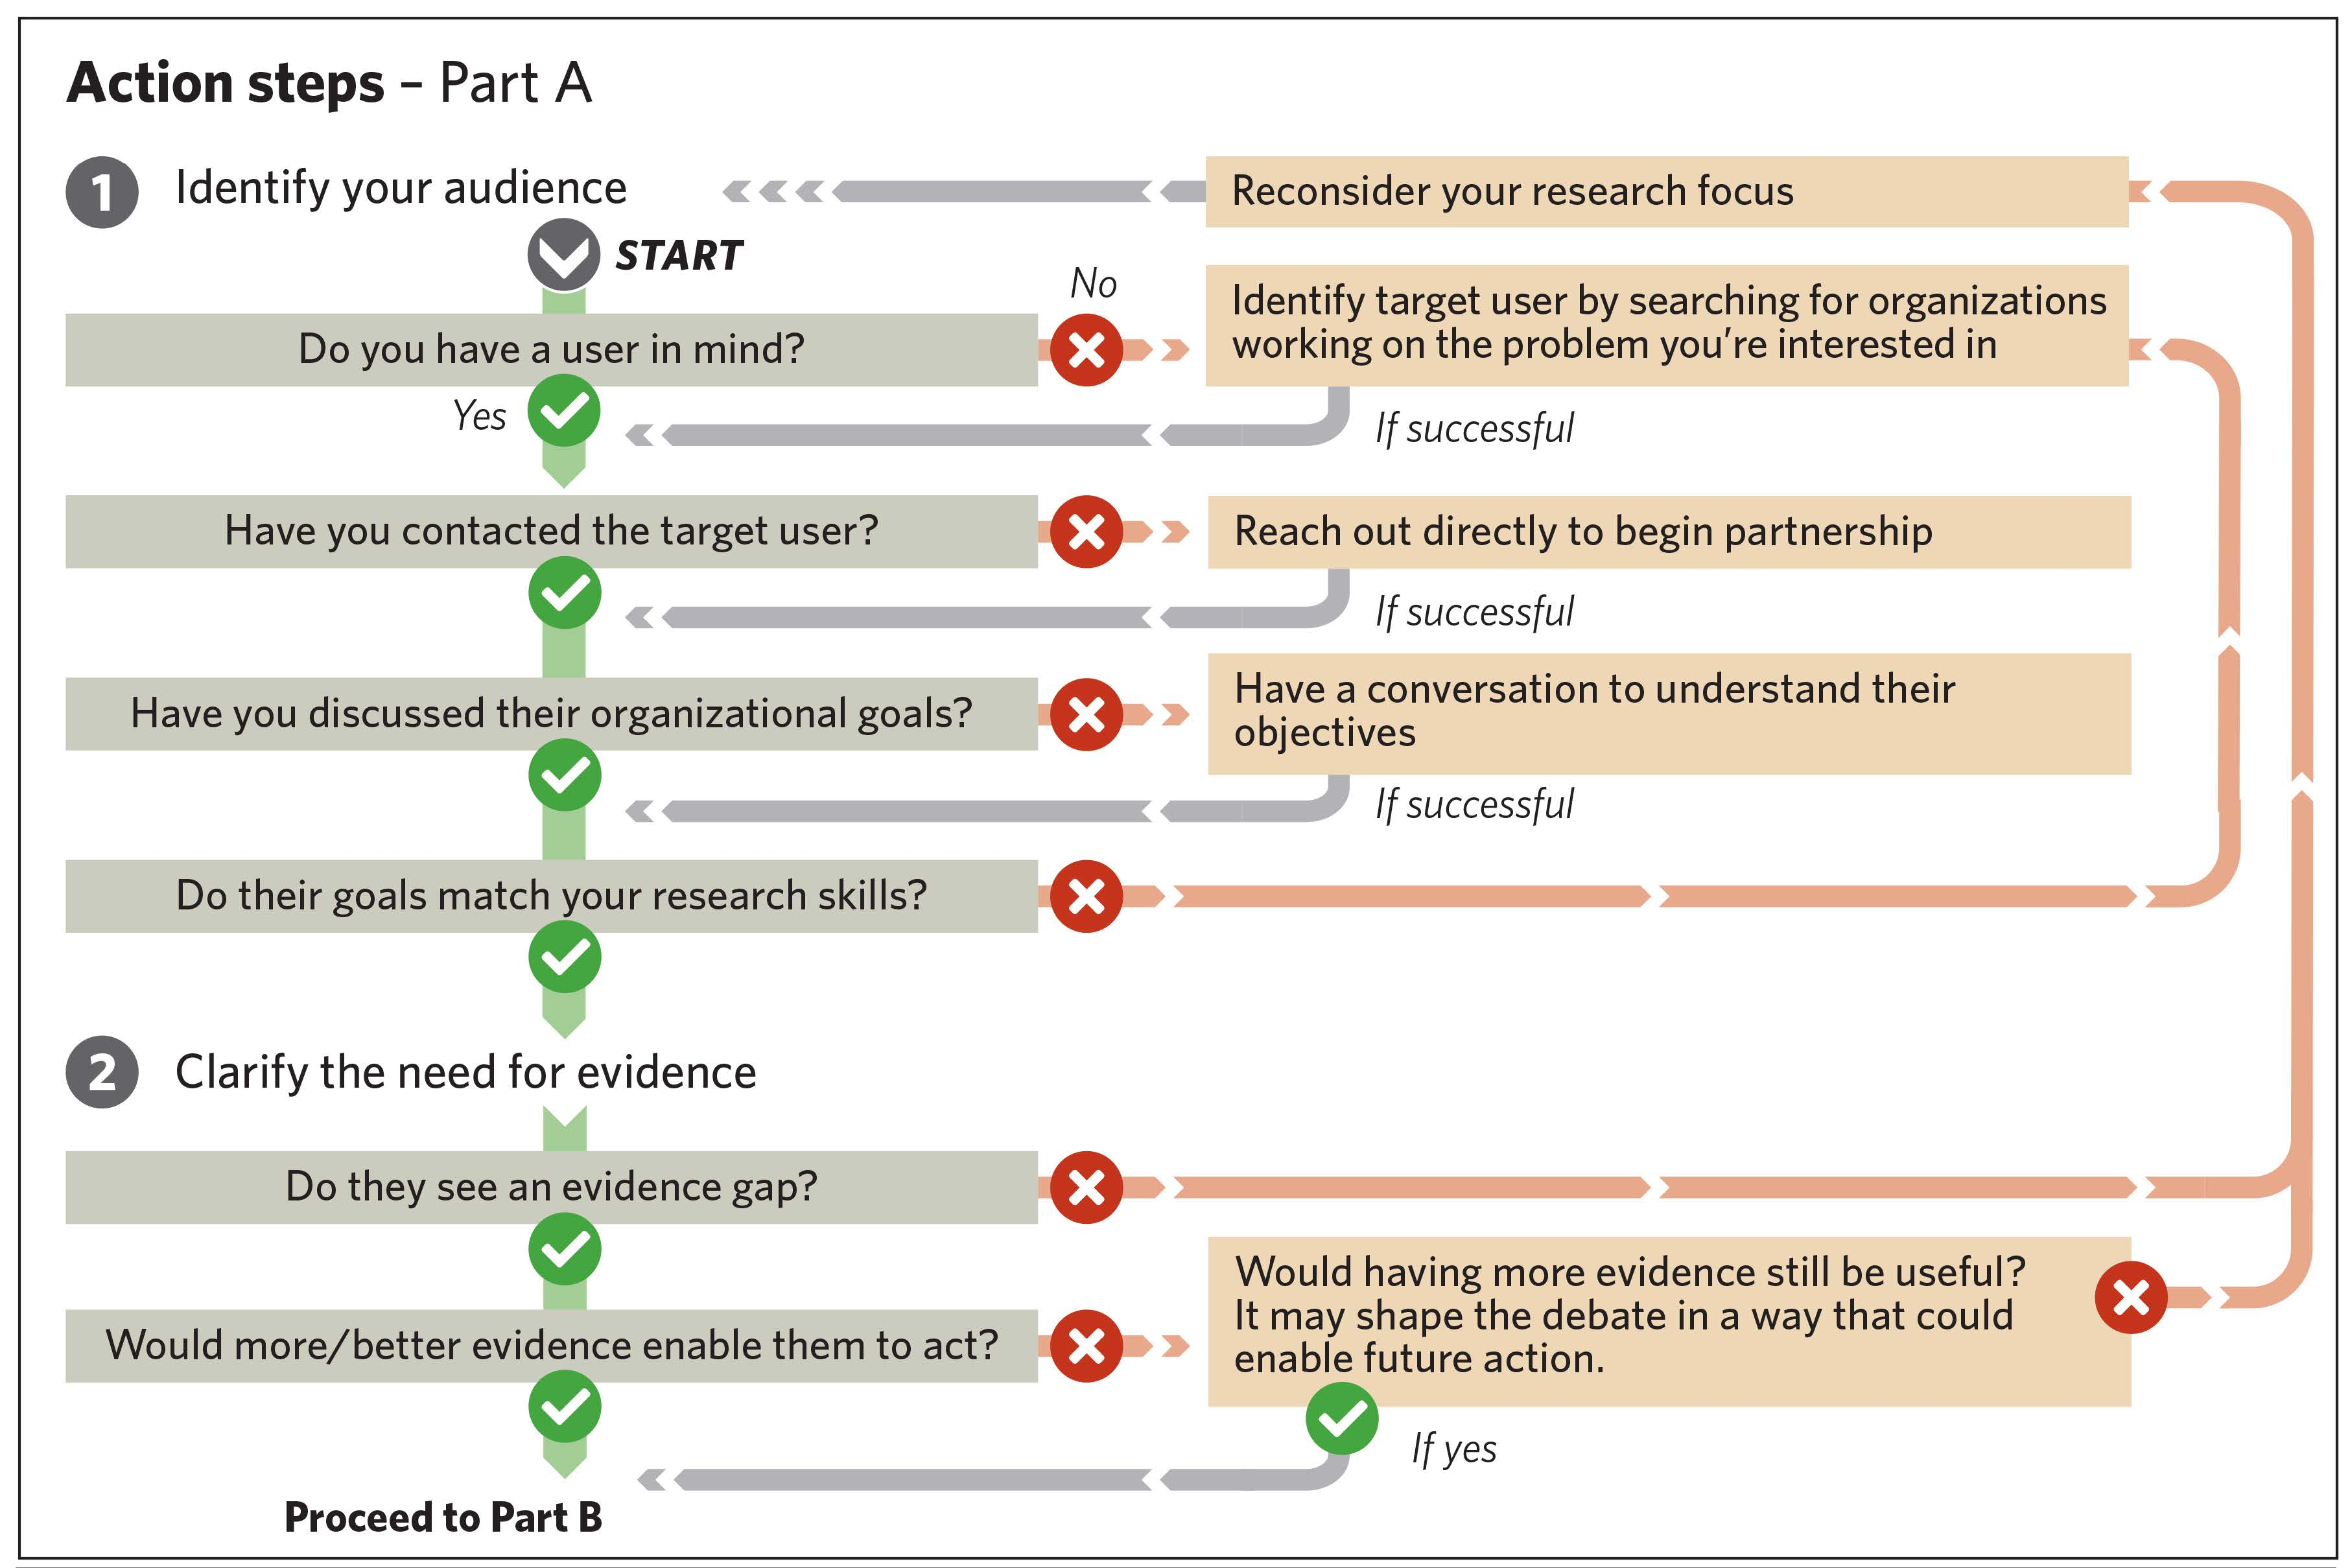 Action steps – Part A
1 Identify your audience
Reconsider your research focus
START
No
Do you have a user in mind?
Identify target user by searching for organizations
working on the problem you’re interested in
Yes
If successful
Have you contacted the target user?
Reach out directly to begin partnership
If successful
Have you discussed their organizational goals?
Have a conversation to understand their
objectives
If successful
Do their goals match your research skills?
2 Clarify the need for evidence
Do they see an evidence gap?
Would more/better evidence enable them to act?
Would having more evidence still be useful?
It may shape the debate in a way that could
enable future action.
If yes
Proceed to Part B